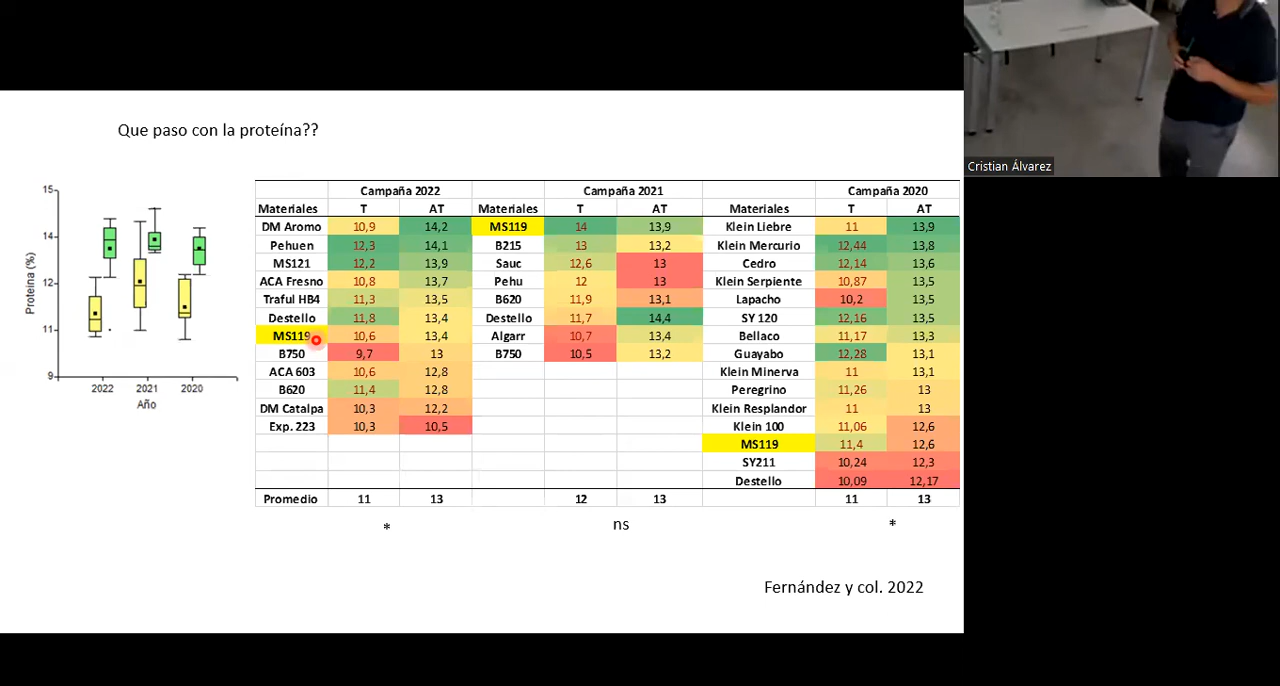 Que paso con la proteína??
Cristian Álvarez
15
14
12
11
9
Proteina (%)
2022 2021 2020
Año
Campaña 2022 Campaña 2021 Campaña 2020
Materiales T AT Materiales T AT Materiales T AT
DM Aromo 10,9 14,2 MS119 14 13,9 Klein Liebre 11 13,9
Pehuen 12,3 14,1 B215 13 13,2 Klein Mercurio 12,44 13,8
MS121 12,2 13,9 Sauc 12,6 13 Cedro 12,14 13,6
ACA Fresno 10,8 13,7 Pehu 12 13 Klein Serpiente 10,87 13,5
Traful HB4 11,3 13,5 B620 11,9 13,1 Lapacho 10,2 13,5
Destello 11,8 13,4 Destello 11,7 14,4 SY 120 12,16 13,5
MS119 10,6 13,4 Algarr 10,7 13,4 Bellaco 11,17 13,3
B750 9,7 13 B750 10,5 13,2 Guayabo 12,28 13,1
ACA 603 10,6 12,8 Klein Minerva 11 13,1
B620 11,4 12,8 Peregrino 11,26 13
DM Catalpa 10,3 12,2 Klein Resplandor 11 13
Exp. 223 10,3 10,5 Klein 100 11,06 12,6
MS119 11,4 12,6
SY211 10,24 12,3
Destello 10,09 12,17
Promedio 11 13 12 13 11 13
* ns *
Fernández y col. 2022